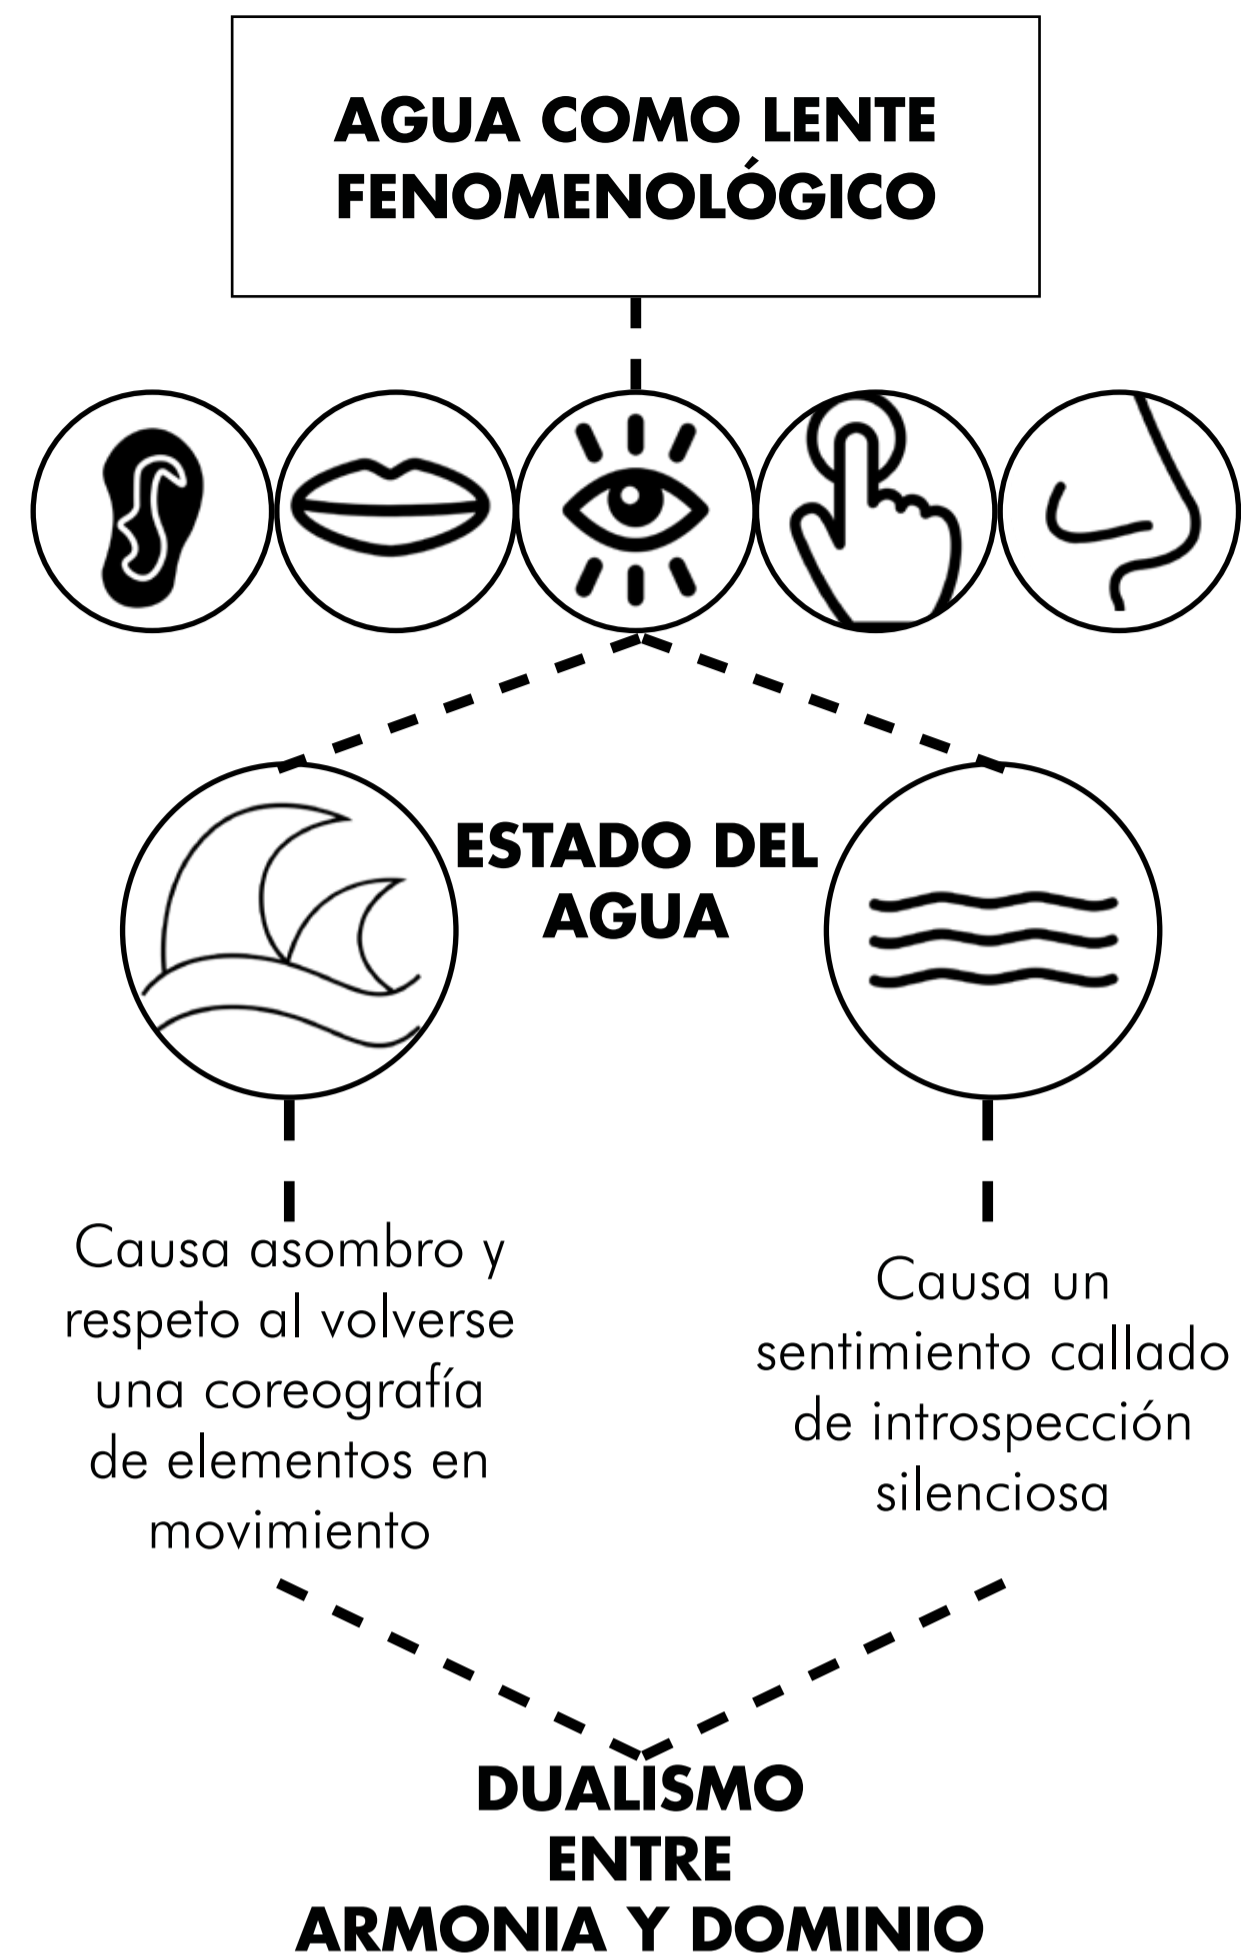 AGUA COMO LENTE
FENOMENOLÓGICO
ESTADO DEL
AGUA
Causa asombro y
respeto al volverse
una coreografía
de elementos en
movimiento
Causa un
sentimiento callado
de introspección
silenciosa
DUALISMO
ENTRE
ARMONIA Y DOMINIO